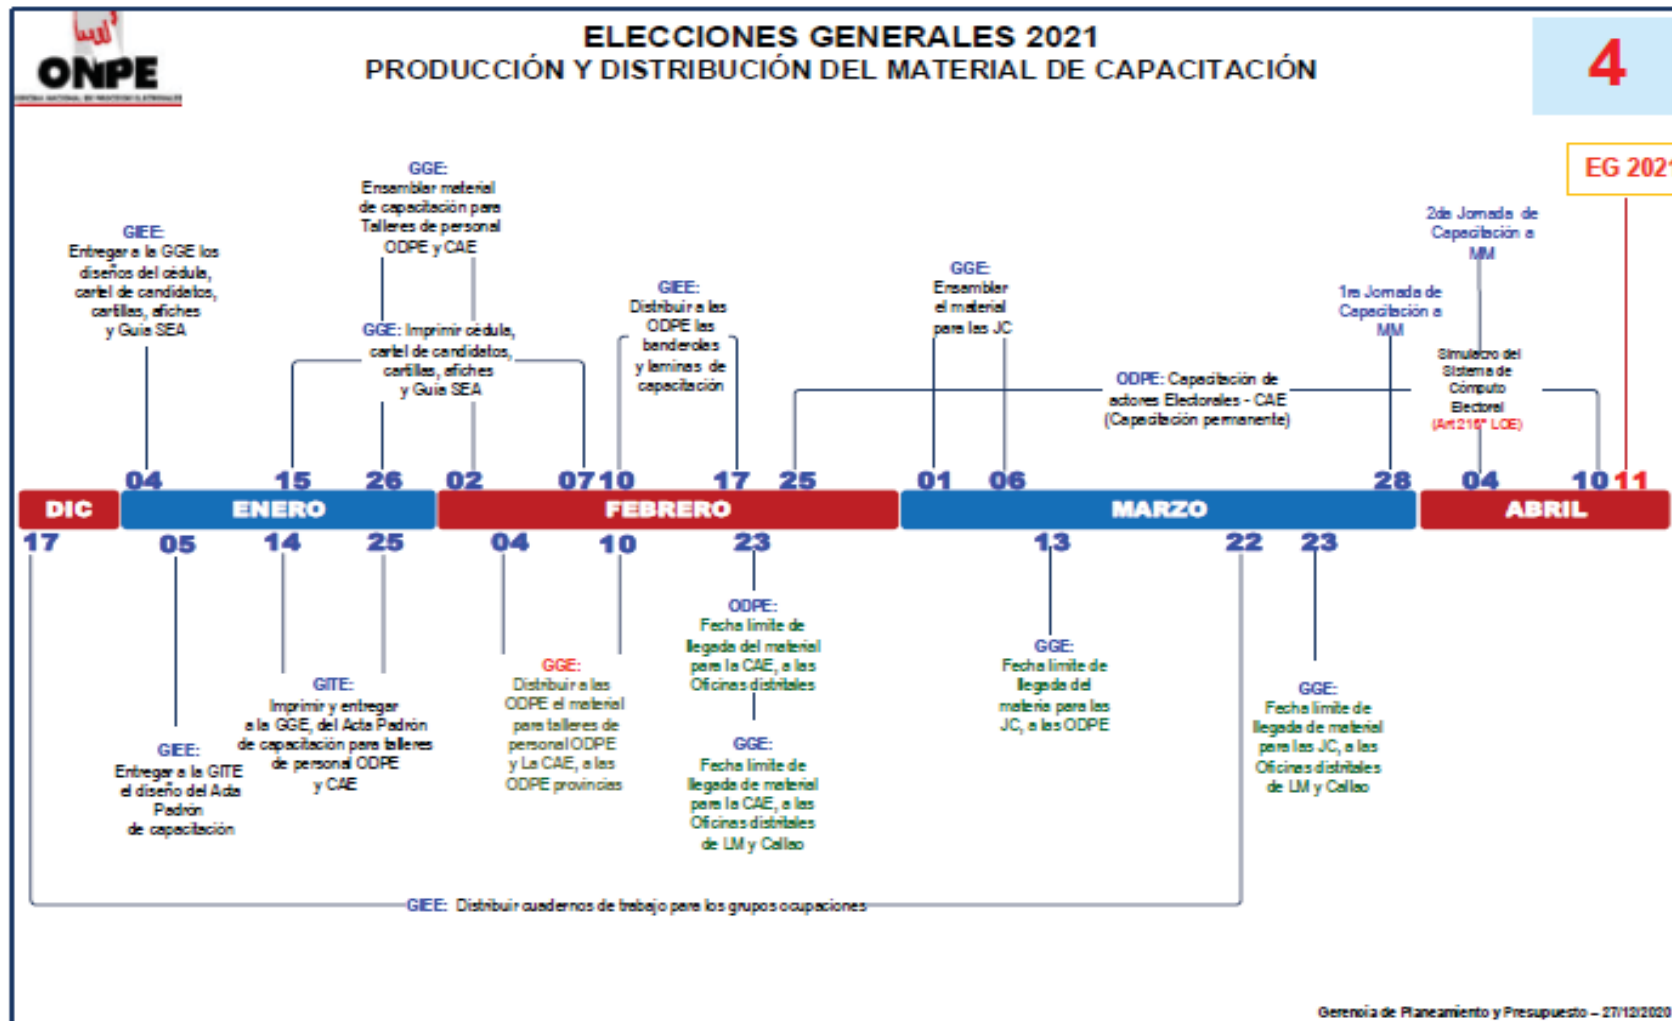 ONPE
OFICINA NACIONAL DE PROCESOS ELECTORALES
ELECCIONES GENERALES 2021
PRODUCCIÓN Y DISTRIBUCIÓN DEL MATERIAL DE CAPACITACIÓN
4
EG 2021
GIEE:
Entregar a la GGE los
diseños del cédula,
cartel de candidatos,
cartillas, afiches
y Guia SEA
GGE:
Ensamblar material
de capacitación para
Talleres de personal
ODPE y CAE
GGE: Imprimir cédula,
cartel de candidatos,
cartillas, afiches
y Guia SEA
GIEE:
Distribuir a las
ODPE las
banderolas
y laminas de
capacitación
GGE:
Ensamblar
el material
para las JC
ODPE: Capacitación de
actores Electorales - CAE
(Capacitación permanente)
1ra Jornada de
Capacitación a
MM
2da Jornada de
Capacitación a
MM
Simulacro del
Sistema de
Cómputo
Electoral
(Art 216° LOE)
04 15 26 02 07 10 17 25 01 06 28 04 10 11
DIC ENERO FEBRERO MARZO ABRIL
17 05 14 25 04 10 23 13 22 23
GIEE:
Entregar a la GITE
el diseño del Acta
Padrón
de capacitación
GITE:
Imprimir y entregar
a la GGE, del Acta Padrón
de capacitación para talleres
de personal ODPE
y CAE
GGE:
Distribuir a las
ODPE el material
para talleres de
personal ODPE
y La CAE, a las
ODPE provincias
ODPE:
Fecha limite de
llegada del material
para la CAE, a las
Oficinas distritales
GGE:
Fecha limite de
llegada de material
para la CAE, a las
Oficinas distritales
de LM y Callao
GGE:
Fecha limite de
llegada del
materia para las
JC, a las ODPE
GGE:
Fecha limite de
llegada de material
para las JC, a las
Oficinas distritales
de LM y Callao
GIEE: Distribuir cuadernos de trabajo para los grupos ocupaciones
Gerencia de Planeamiento y Presupuesto – 27/12/2020